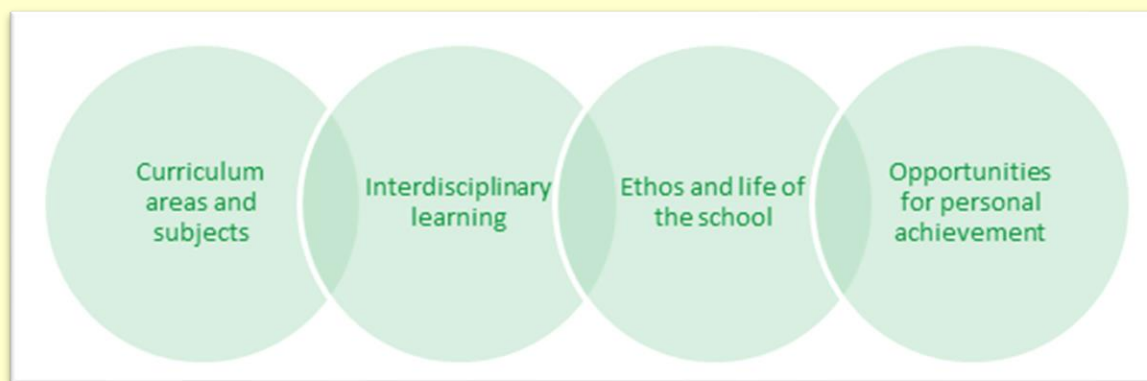 Curriculum
areas and
subjects
Interdisciplinary
learning
Ethos and life of
the school
Opportunities
for personal
achievement